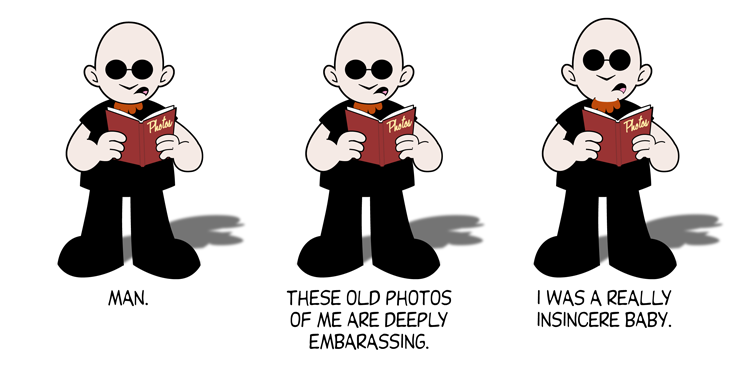 Photos
Photos
Photos
MAN.
THESE OLD PHOTOS
OF ME ARE DEEPLY
EMBARASSING.
I WAS A REALLY
INSINCERE BABY.